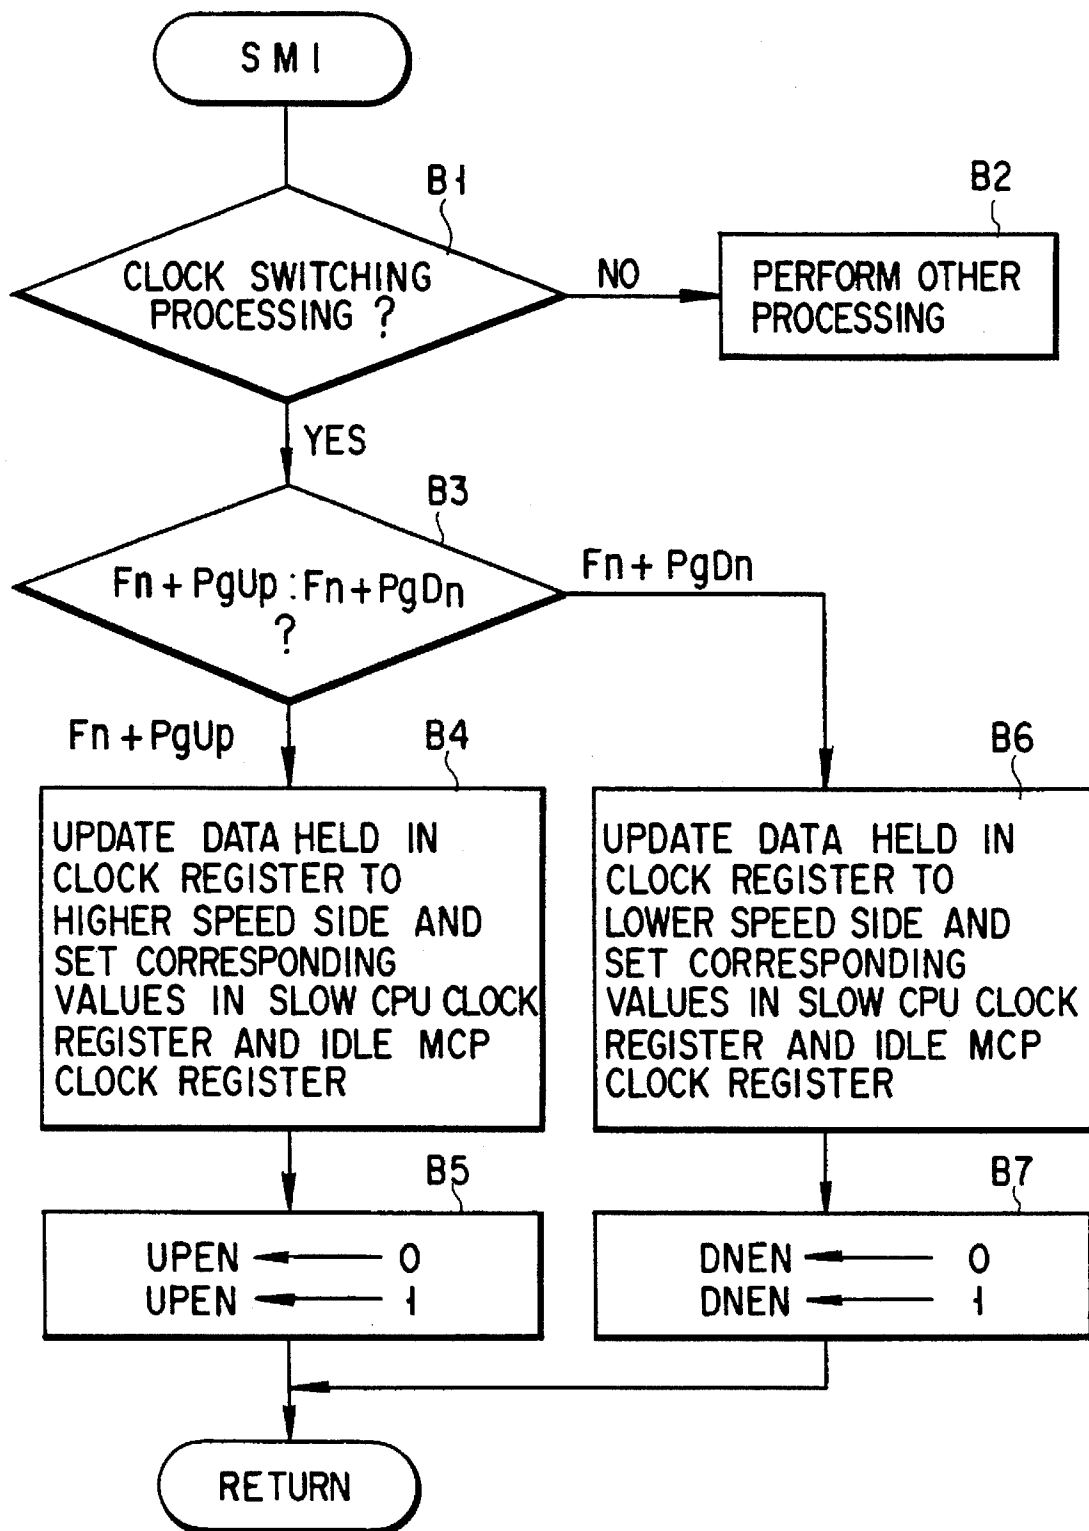 SMI
B1
CLOCK SWITCHING
PROCESSING ?
NO
B2
PERFORM OTHER
PROCESSING
YES
B3
Fn + PgUp : Fn + PgDn
?
Fn + PgDn
Fn + PgUp
B4
UPDATE DATA HELD IN
CLOCK REGISTER TO
HIGHER SPEED SIDE AND
SET CORRESPONDING
VALUES IN SLOW CPU CLOCK
REGISTER AND IDLE MCP
CLOCK REGISTER
B6
UPDATE DATA HELD IN
CLOCK REGISTER TO
LOWER SPEED SIDE AND
SET CORRESPONDING
VALUES IN SLOW CPU CLOCK
REGISTER AND IDLE MCP
CLOCK REGISTER
B5
UPEN ← 0
UPEN ← 1
B7
DNEN ← 0
DNEN ← 1
RETURN